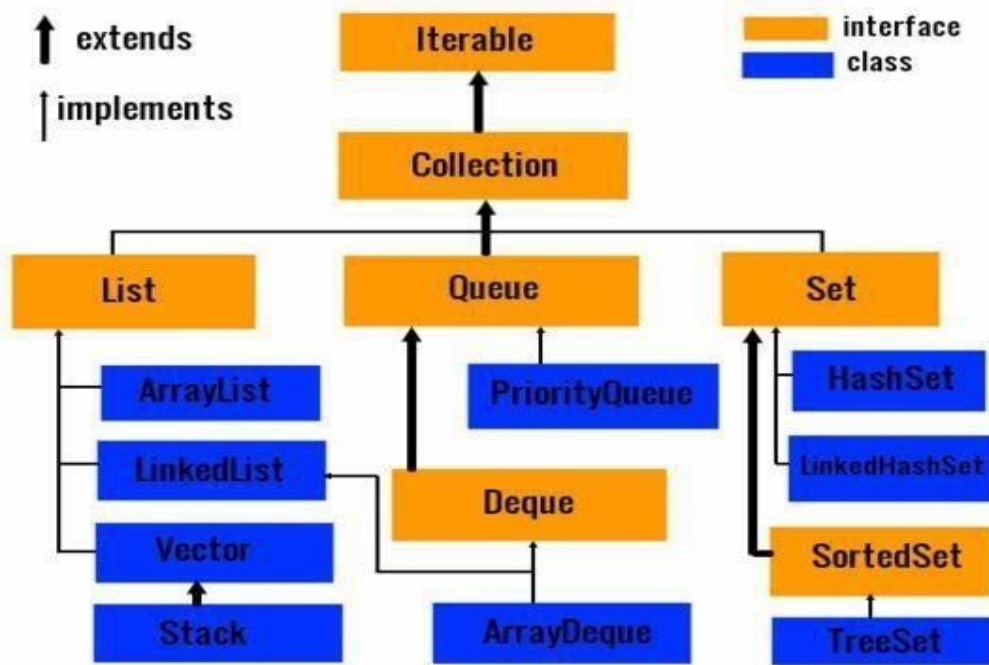 extends
implements
Iterable
interface
class
Collection
List
Queue
Set
ArrayList
PriorityQueue
HashSet
LinkedList
Deque
LinkedHashSet
Vector
SortedSet
Stack
ArrayDeque
TreeSet